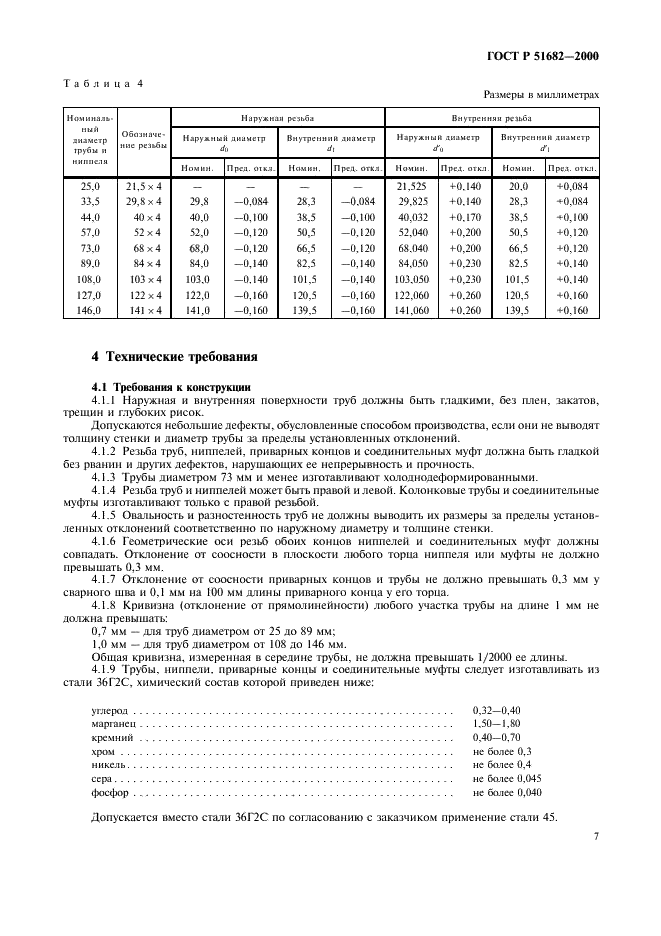 ГОСТ Р 51682—2000
Таблица 4
Размеры в миллиметрах
Номиналь-
ный
диаметр
трубы и
ниппеля
Обозначе-
ние резьбы
Наружная резьба
Внутренняя резьба
Наружный диаметр
d₀
Внутренний диаметр
d₁
Наружный диаметр
d'₀
Внутренний диаметр
d'₁
Номин. Пред. откл. Номин. Пред. откл. Номин. Пред. откл. Номин. Пред. откл.
25,0 21,5 × 4 — — — — 21,525 +0,140 20,0 +0,084
33,5 29,8 × 4 29,8 —0,084 28,3 —0,084 29,825 +0,140 28,3 +0,084
44,0 40 × 4 40,0 —0,100 38,5 —0,100 40,032 +0,170 38,5 +0,100
57,0 52 × 4 52,0 —0,120 50,5 —0,120 52,040 +0,200 50,5 +0,120
73,0 68 × 4 68,0 —0,120 66,5 —0,120 68.040 +0,200 66,5 +0,120
89,0 84 × 4 84,0 —0,140 82,5 —0,140 84,050 +0,230 82,5 +0,140
108,0 103 × 4 103,0 —0,140 101,5 —0,140 103,050 +0,230 101,5 +0,140
127,0 122 × 4 122,0 —0,160 120,5 —0,160 122,060 +0,260 120,5 +0,160
146,0 141 × 4 141,0 —0,160 139,5 —0,160 141,060 +0,260 139,5 +0,160
4 Технические требования
4.1 Требования к конструкции
4.1.1 Наружная и внутренняя поверхности труб должны быть гладкими, без плен, закатов,
трещин и глубоких рисок.
Допускаются небольшие дефекты, обусловленные способом производства, если они не выводят
толщину стенки и диаметр трубы за пределы установленных отклонений.
4.1.2 Резьба труб, ниппелей, приварных концов и соединительных муфт должна быть гладкой
без рванин и других дефектов, нарушающих ее непрерывность и прочность.
4.1.3 Трубы диаметром 73 мм и менее изготавливают холоднодеформированными.
4.1.4 Резьба труб и ниппелей может быть правой и левой. Колонковые трубы и соединительные
муфты изготавливают только с правой резьбой.
4.1.5 Овальность и разностенность труб не должны выводить их размеры за пределы установ-
ленных отклонений соответственно по наружному диаметру и толщине стенки.
4.1.6 Геометрические оси резьб обоих концов ниппелей и соединительных муфт должны
совпадать. Отклонение от соосности в плоскости любого торца ниппеля или муфты не должно
превышать 0,3 мм.
4.1.7 Отклонение от соосности приварных концов и трубы не должно превышать 0,3 мм у
сварного шва и 0,1 мм на 100 мм длины приварного конца у его торца.
4.1.8 Кривизна (отклонение от прямолинейности) любого участка трубы на длине 1 мм не
должна превышать:
0,7 мм — для труб диаметром от 25 до 89 мм;
1,0 мм — для труб диаметром от 108 до 146 мм.
Общая кривизна, измеренная в середине трубы, не должна превышать 1/2000 ее длины.
4.1.9 Трубы, ниппели, приварные концы и соединительные муфты следует изготавливать из
стали 36Г2С, химический состав которой приведен ниже:
углерод . . . . . . . . . . 0,32—0,40
марганец . . . . . . . . . . 1,50—1,80
кремний . . . . . . . . . . 0,40—0,70
хром . . . . . . . . . . не более 0,3
никель . . . . . . . . . . не более 0,4
сера . . . . . . . . . . не более 0,045
фосфор . . . . . . . . . . не более 0,040
Допускается вместо стали 36Г2С по согласованию с заказчиком применение стали 45.
7